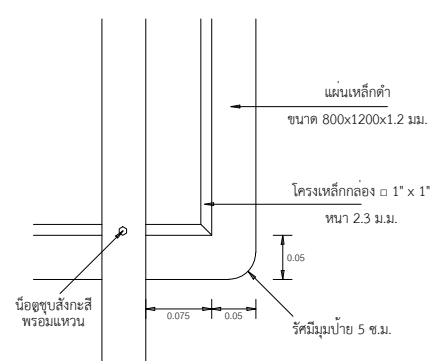 แผ่นเหล็กดำ
ขนาด 800x1200x1.2 มม.
โครงเหล็กกล่อง □ 1" x 1"
หนา 2.3 ม.ม.
0.05
น็อตชุบสังกะสี
พร้อมแหวน
0.075
0.05
รัศมีมุมป้าย 5 ซ.ม.